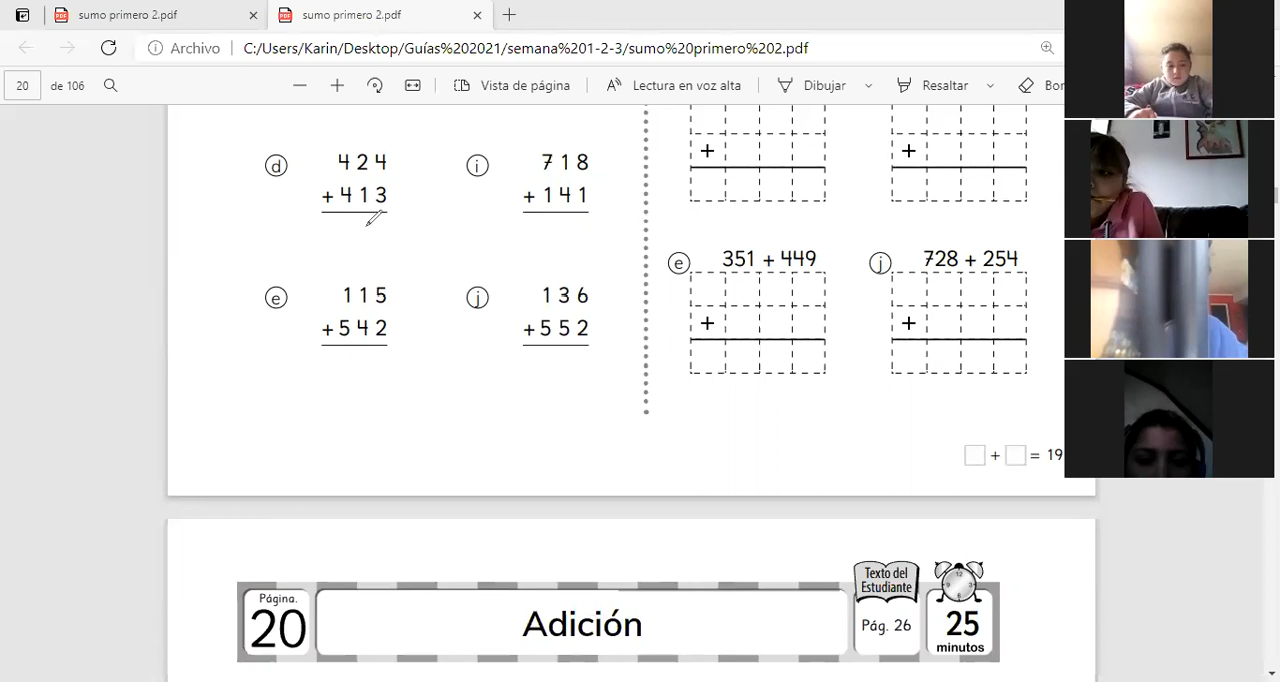 sumo primero 2.pdf
sumo primero 2.pdf
Archivo C:/Users/Karin/Desktop/Guías%202021/semana%201-2-3/sumo%20primero%202.pdf
20 de 106 Vista de página Lectura en voz alta Dibujar Resaltar Bor
d 424 + 413
i 718 + 141
+
+
e 115 + 542
j 136 + 552
e 351 + 449
+
j 728 + 254
+
+ = 19
Página.
20
Adición
Texto del
Estudiante
Pág. 26
25
minutos